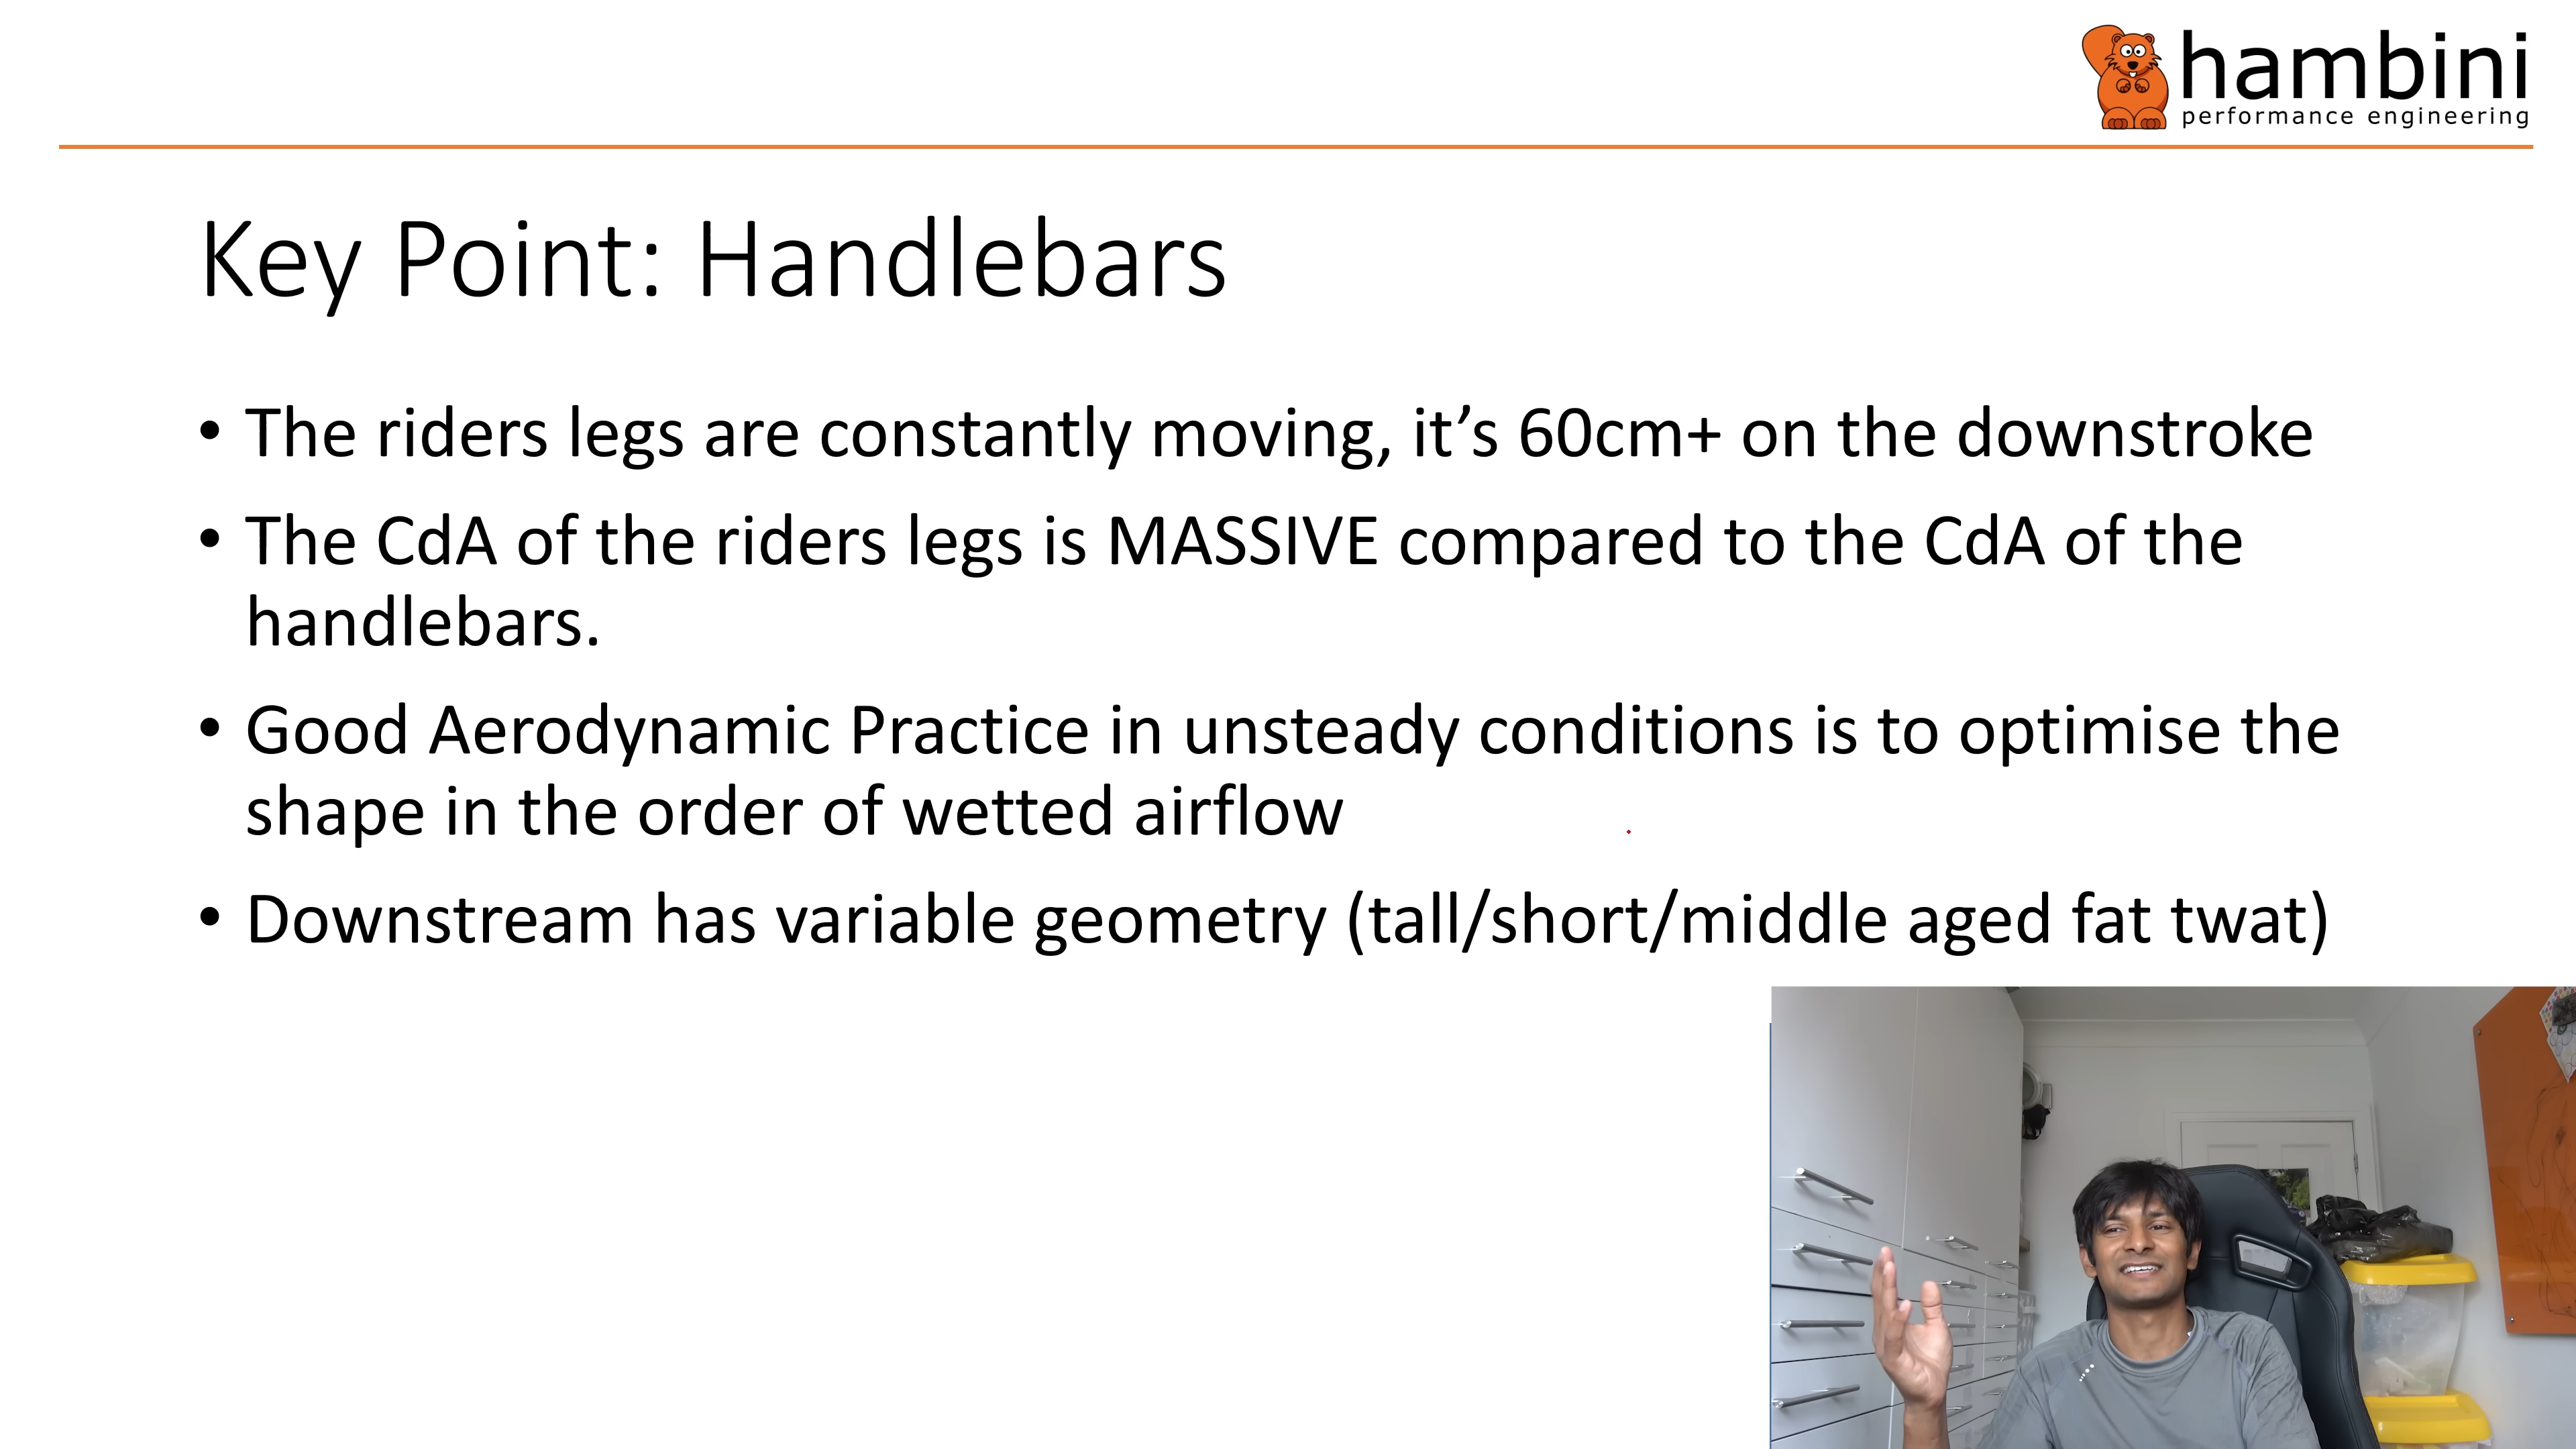 hambini
performance engineering
Key Point: Handlebars
• The riders legs are constantly moving, it’s 60cm+ on the downstroke
• The CdA of the riders legs is MASSIVE compared to the CdA of the
handlebars.
• Good Aerodynamic Practice in unsteady conditions is to optimise the
shape in the order of wetted airflow
• Downstream has variable geometry (tall/short/middle aged fat twat)